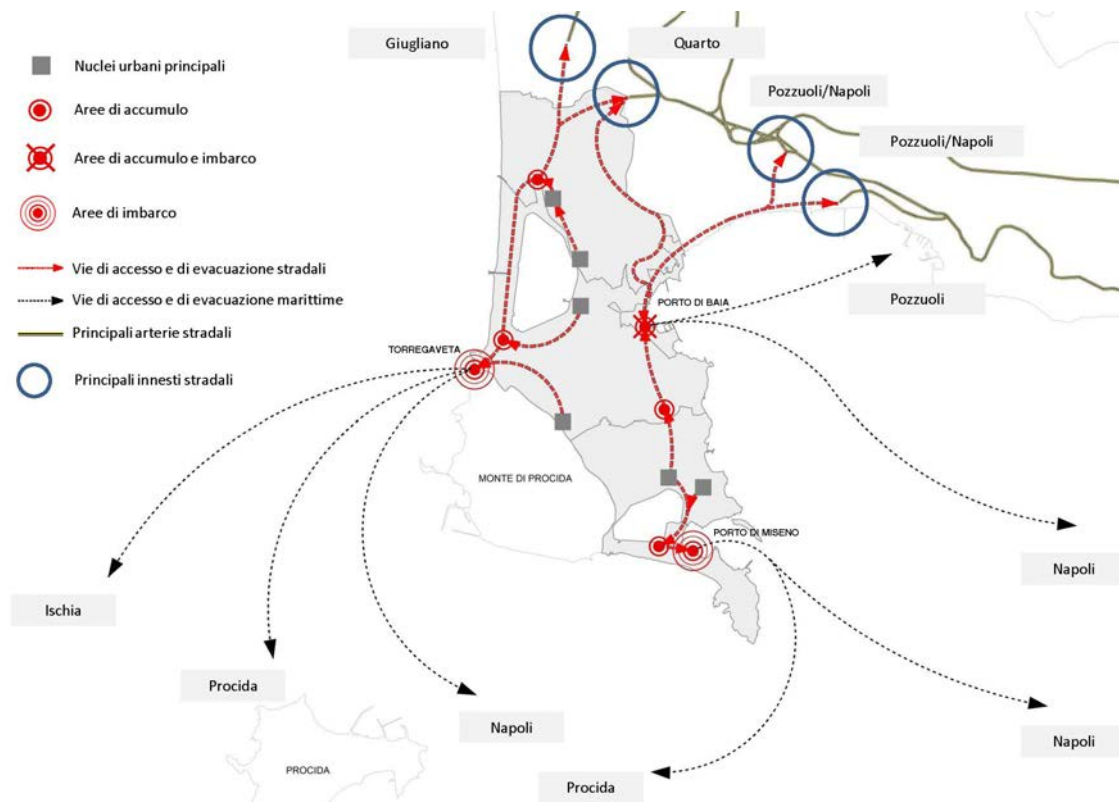 Giugliano
Quarto
Pozzuoli/Napoli
Pozzuoli/Napoli
Nuclei urbani principali
Aree di accumulo
Aree di accumulo e imbarco
Aree di imbarco
Vie di accesso e di evacuazione stradali
Vie di accesso e di evacuazione marittime
Principali arterie stradali
Principali innesti stradali
PORTO DI BAIA
Pozzuoli
TORREGAVETA
MONTE DI PROCIDA
PORTO DI MISENO
Napoli
Ischia
Procida
Napoli
Napoli
PROCIDA
Procida